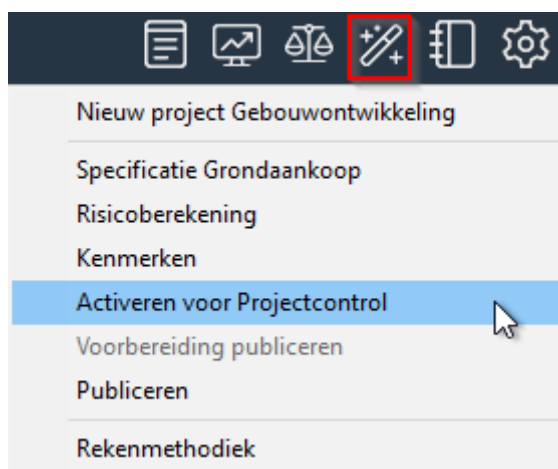 Nieuw project Gebouwontwikkeling
Specificatie Grondaankoop
Risicoberekening
Kenmerken
Activeren voor Projectcontrol
Voorbereiding publiceren
Publiceren
Rekenmethodiek